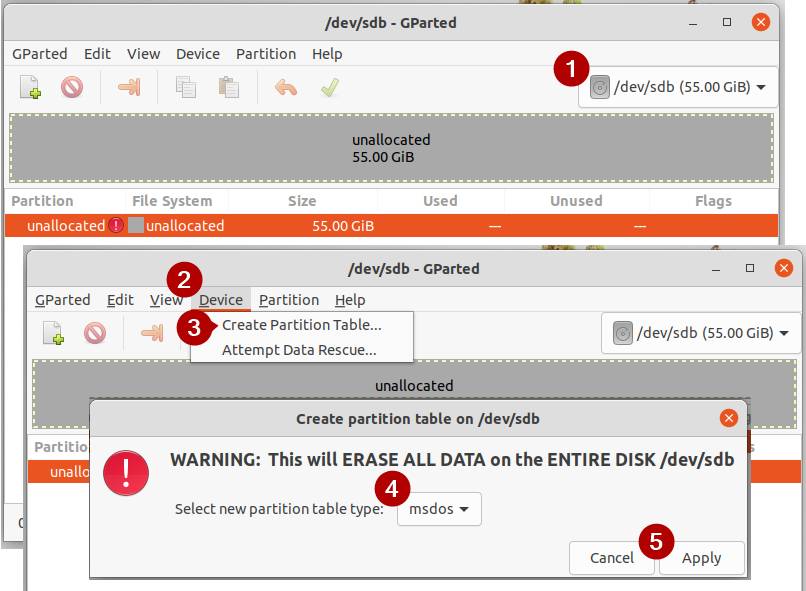 /dev/sdb - GParted
GParted Edit View Device Partition Help
1
/dev/sdb (55.00 GiB)
unallocated
55.00 GiB
Partition File System Size Used Unused Flags
unallocated unallocated 55.00 GiB --- ---
/dev/sdb - GParted
2
GParted Edit View Device Partition Help
3
Create Partition Table...
Attempt Data Rescue...
/dev/sdb (55.00 GiB)
unallocated
Create partition table on /dev/sdb
Partitio
WARNING: This will ERASE ALL DATA on the ENTIRE DISK /dev/sdb
unallo
4
Select new partition table type: msdos
5
Cancel Apply